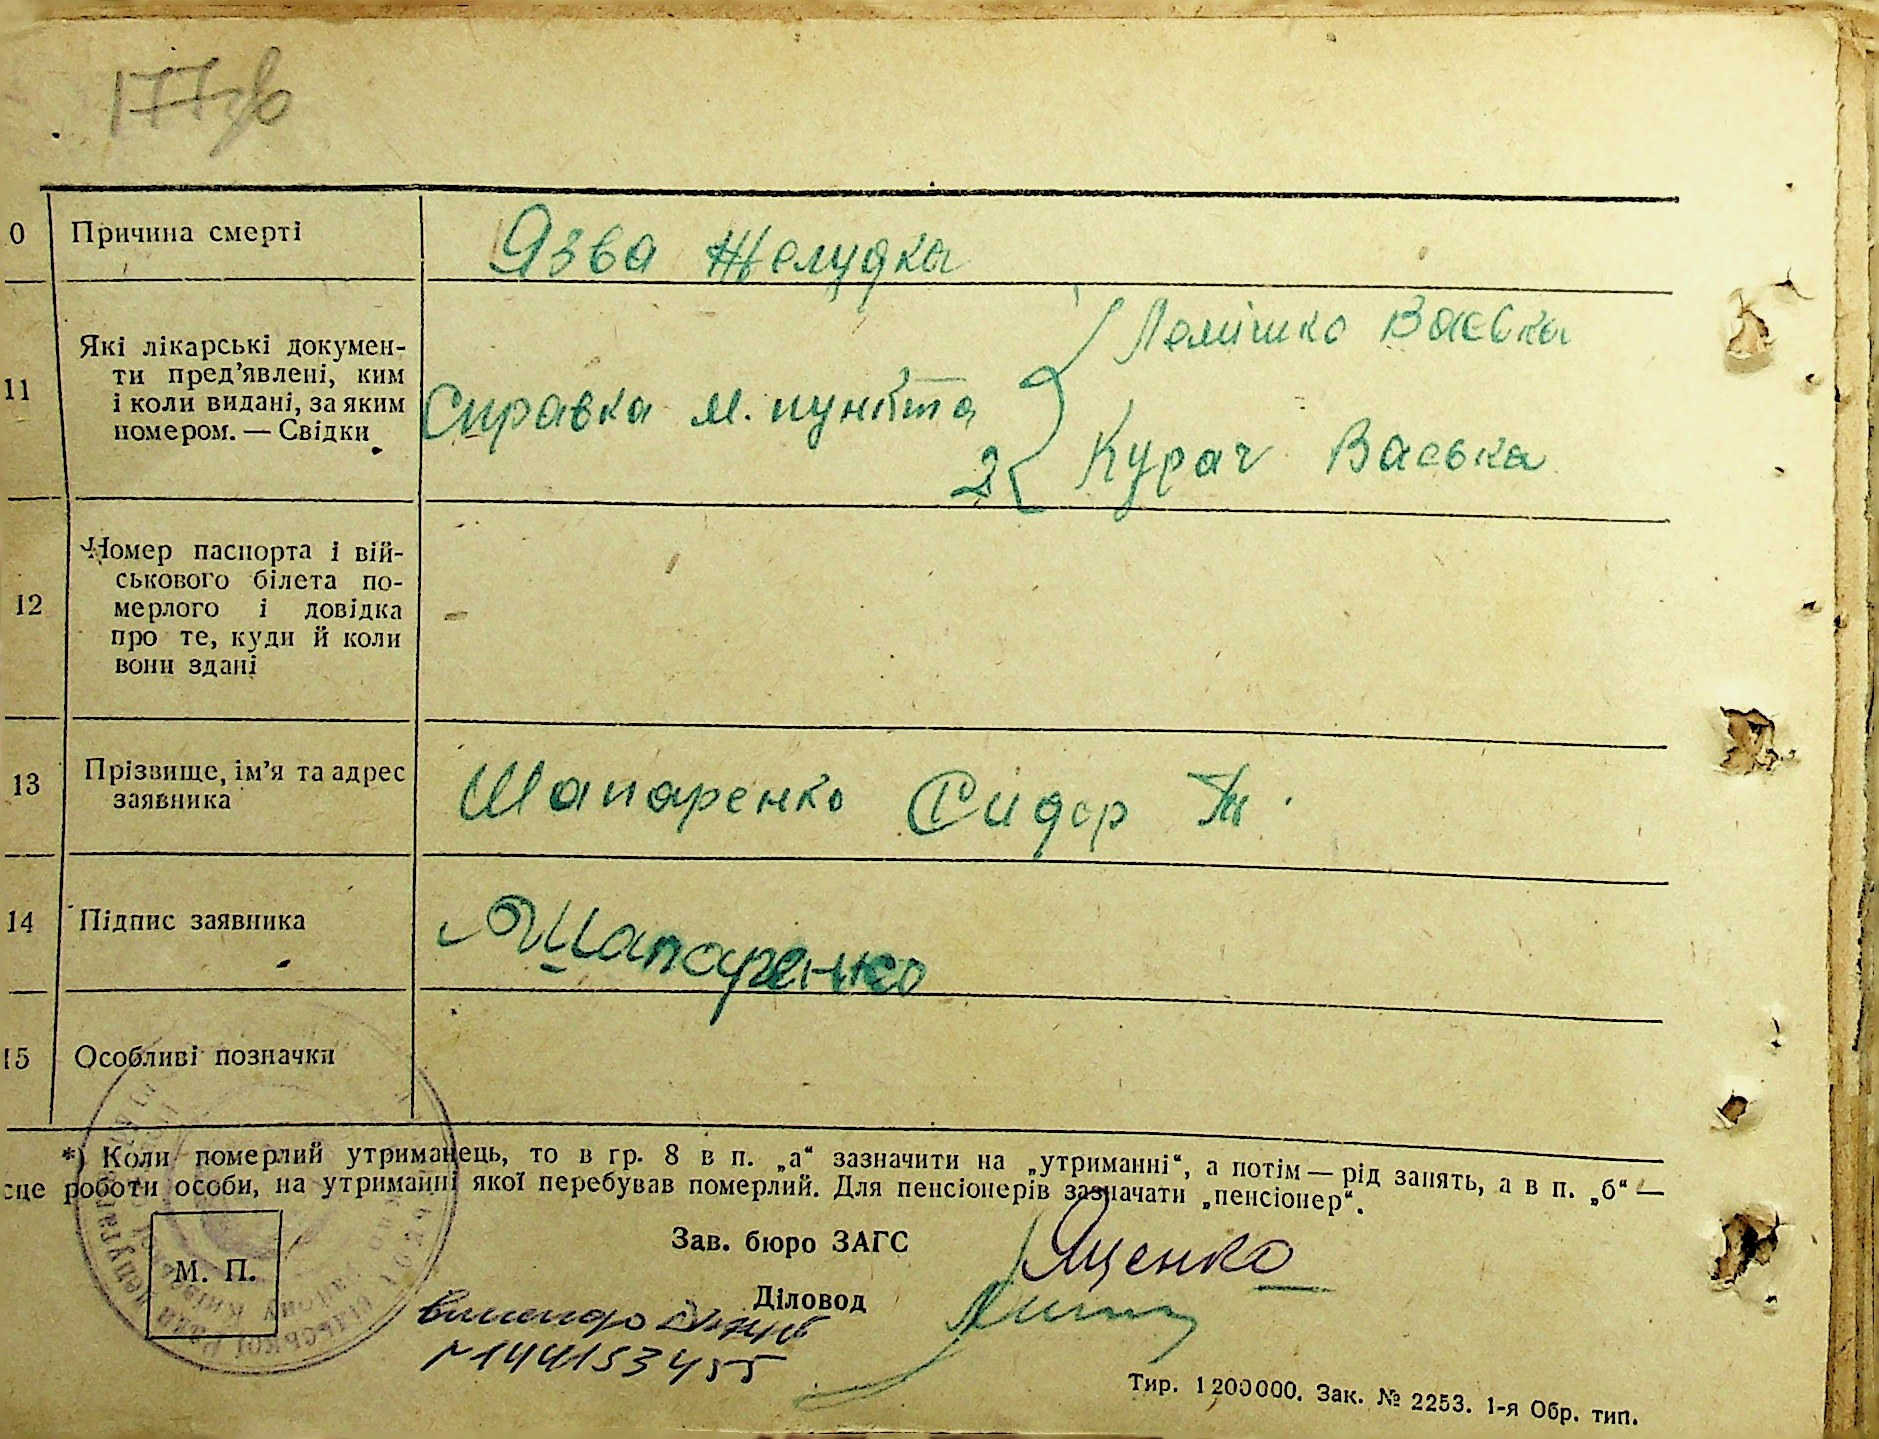 177зв
0 Причина смерті
Язва Желудка
11 Які лікарські докумен-
ти пред’явлені, ким
і коли видані, за яким
номером. — Свідки
Справка м. пункта
Лемішко Васька
2 Курач Васька
12 Номер паспорта і вій-
ськового білета по-
мерлого і довідка
про те, куди й коли
вони здані
13 Прізвище, ім’я та адрес
заявника
Шапаренко Сидор Т.
14 Підпис заявника
Шапаренко
15 Особливі позначки
*) Коли померлий утриманець, то в гр. 8 в п. „а“ зазначити на „утриманні“, а потім — рід занять, а в п. „б“ —
сце роботи особи, на утриманні якої перебував померлий. Для пенсіонерів зазначати „пенсіонер“.
М. П.
Зав. бюро ЗАГС Яценко
Діловод
Тир. 1200000. Зак. № 2253. 1-я Обр. тип.